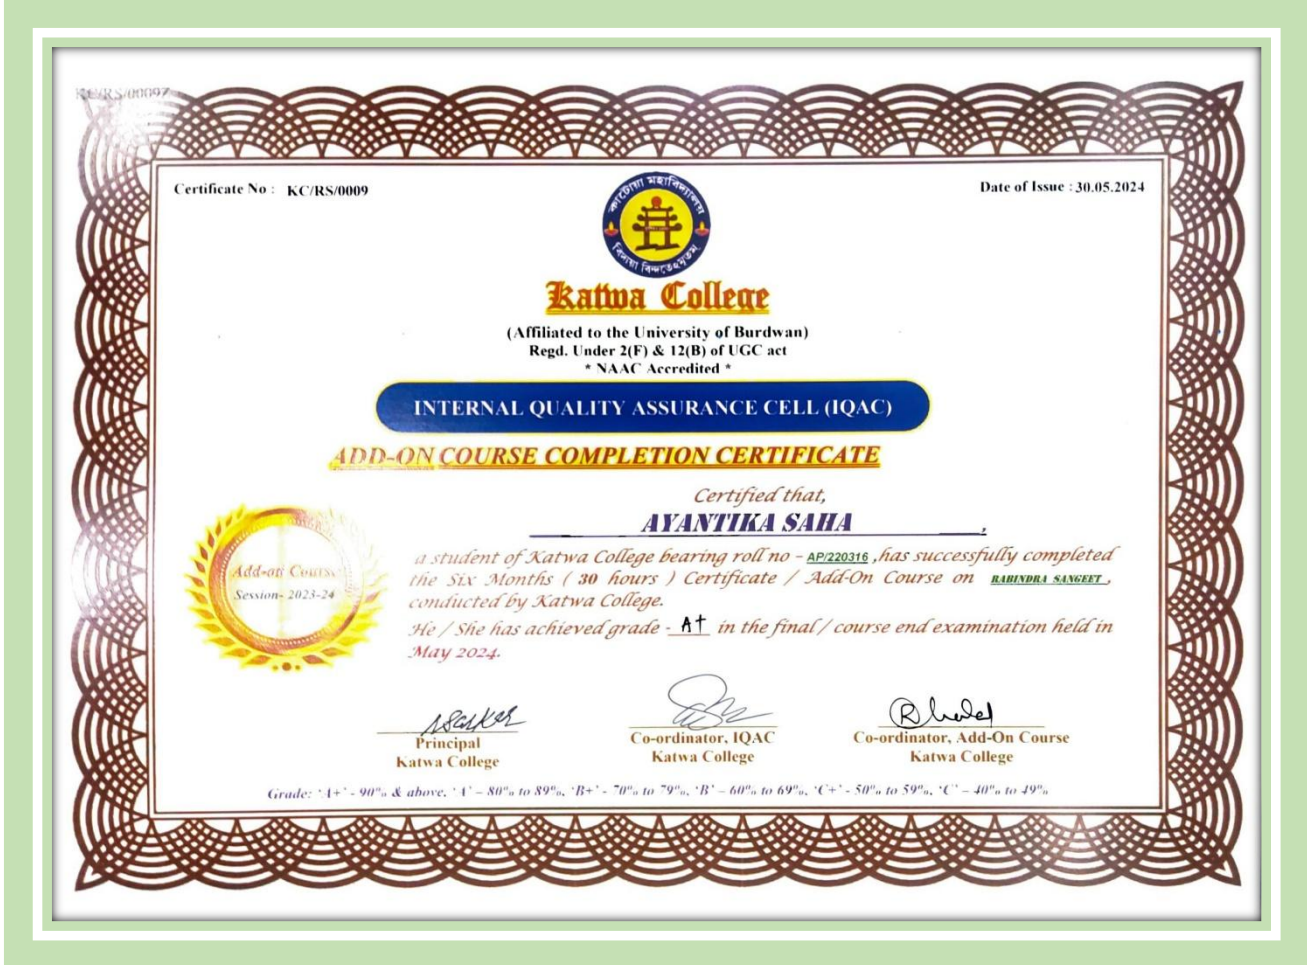 KC/RS/00097
Certificate No : KC/RS/0009
Date of Issue : 30.05.2024
কাটোয়া মহাবিদ্যালয়
Katwa College
(Affiliated to the University of Burdwan)
Regd. Under 2(F) & 12(B) of UGC act
* NAAC Accredited *
INTERNAL QUALITY ASSURANCE CELL (IQAC)
ADD-ON COURSE COMPLETION CERTIFICATE
Certified that,
AYANTIKA SAHA ,
a student of Katwa College bearing roll no - AP/220316 ,has successfully completed
the Six Months ( 30 hours ) Certificate / Add-On Course on RABINDRA SANGEET ,
conducted by Katwa College.
He / She has achieved grade - A+ in the final / course end examination held in
May 2024.
Add-on Course
Session- 2023-24
Principal
Katwa College
Co-ordinator, IQAC
Katwa College
Co-ordinator, Add-On Course
Katwa College
Grade: 'A+' - 90% & above, 'A' – 80% to 89%, 'B+' - 70% to 79%, 'B' – 60% to 69%, 'C+' - 50% to 59%, 'C' – 40% to 49%